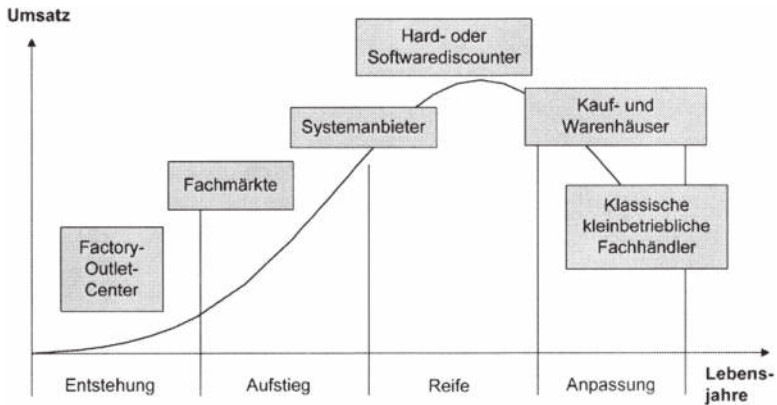 Umsatz
Hard- oder
Softwarediscounter
Systemanbieter
Kauf- und
Warenhäuser
Fachmärkte
Klassische
kleinbetriebliche
Fachhändler
Factory-
Outlet-
Center
Entstehung
Aufstieg
Reife
Anpassung
Lebens-
jahre